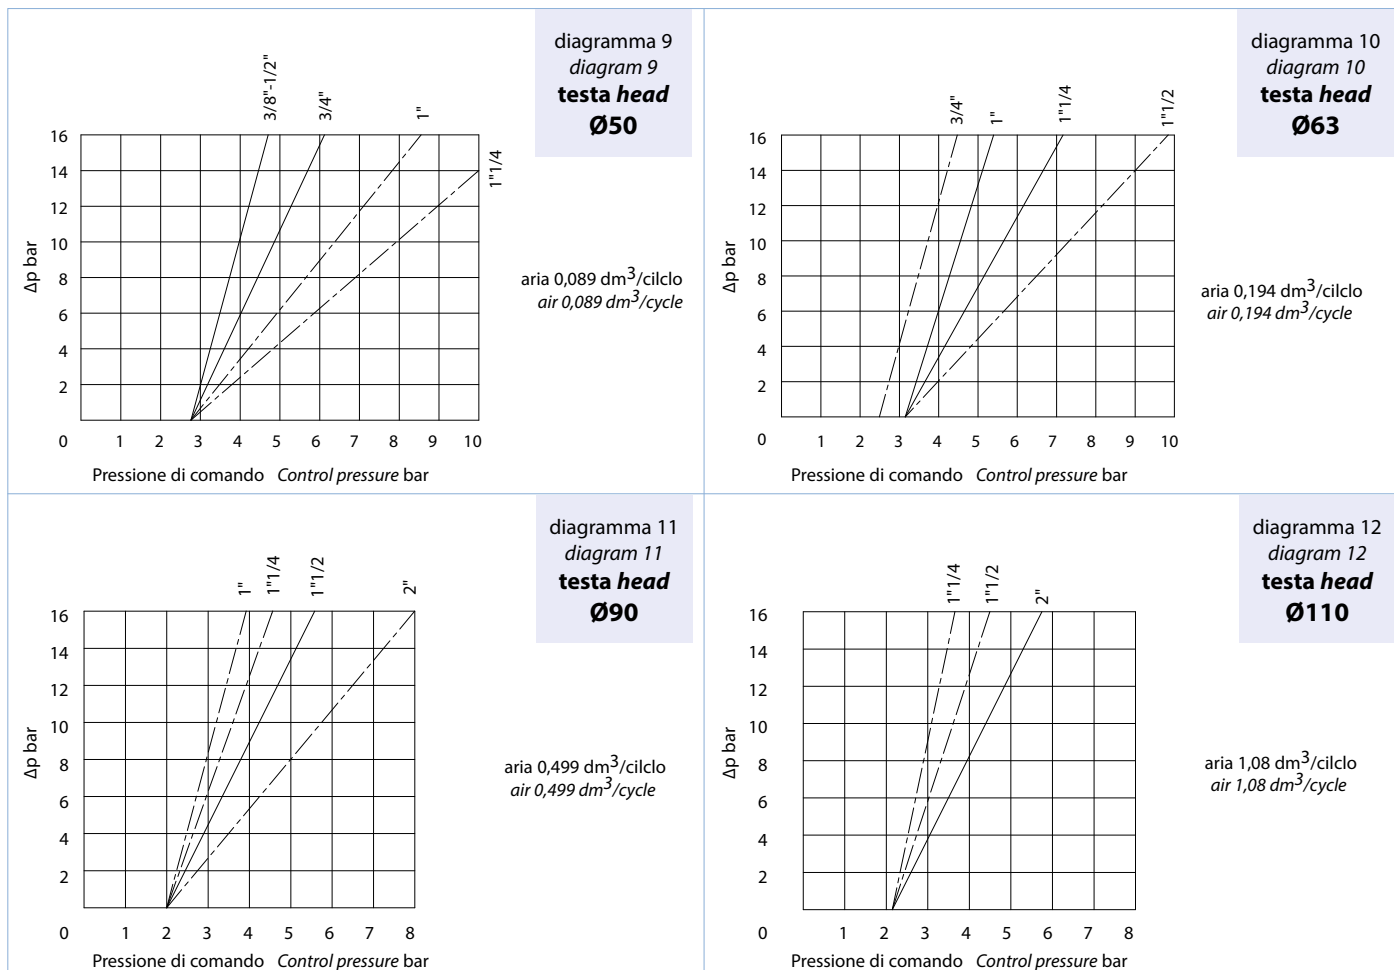 diagramma 9
diagram 9
testa head
Ø50
3/8"-1/2"
3/4"
1"
1"1/4
16
14
12
10
8
6
4
2
0 1 2 3 4 5 6 7 8 9 10
Δp bar
Pressione di comando Control pressure bar
aria 0,089 dm³/cilclo
air 0,089 dm³/cycle
diagramma 10
diagram 10
testa head
Ø63
3/4"
1"
1"1/4
1"1/2
16
14
12
10
8
6
4
2
0 1 2 3 4 5 6 7 8 9 10
Δp bar
Pressione di comando Control pressure bar
aria 0,194 dm³/cilclo
air 0,194 dm³/cycle
diagramma 11
diagram 11
testa head
Ø90
1"
1"1/4
1"1/2
2"
16
14
12
10
8
6
4
2
0 1 2 3 4 5 6 7 8
Δp bar
Pressione di comando Control pressure bar
aria 0,499 dm³/cilclo
air 0,499 dm³/cycle
diagramma 12
diagram 12
testa head
Ø110
1"1/4
1"1/2
2"
16
14
12
10
8
6
4
2
0 1 2 3 4 5 6 7 8
Δp bar
Pressione di comando Control pressure bar
aria 1,08 dm³/cilclo
air 1,08 dm³/cycle